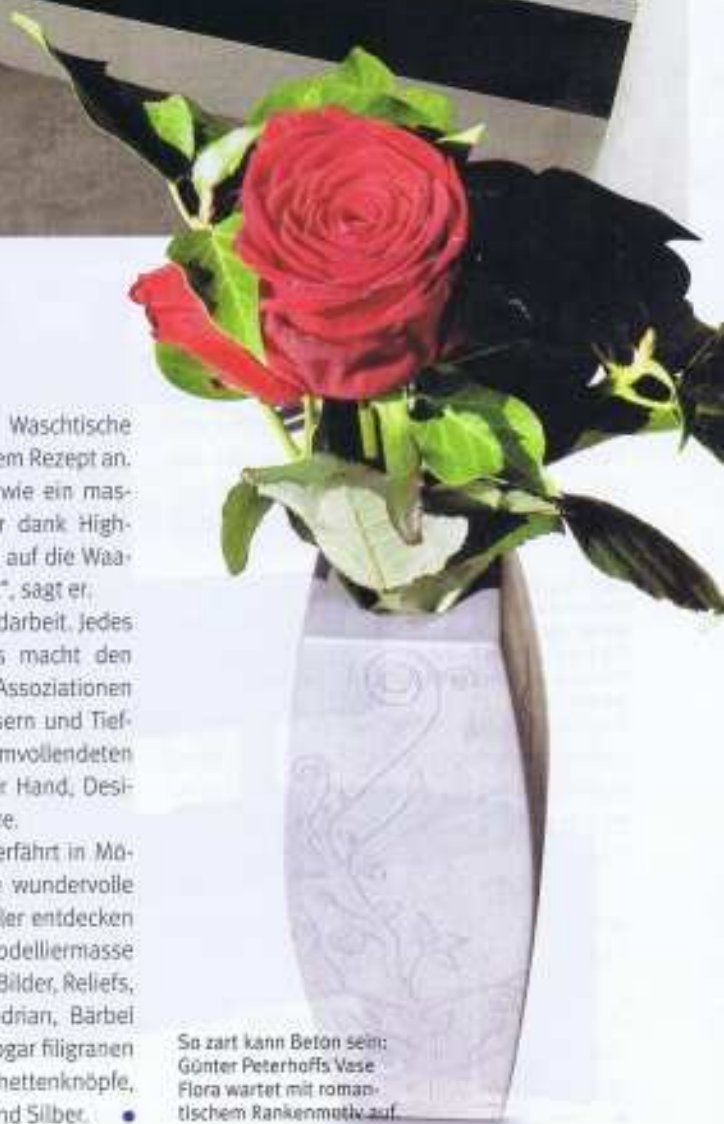 Waschtische
em Rezept an.
wie ein mas-
r dank High-
auf die Waa-
“, sagt er.
darbeit. Jedes
s macht den
Assoziationen
sern und Tief-
mvollendeten
r Hand, Desi-
e.
erfährt in Mö-
e wundervolle
ler entdecken
odelliermasse
Bilder, Reliefs,
drian, Bärbel
ogar filigranen
hettenknöpfe,
nd Silber.
So zart kann Beton sein:
Günter Peterhoffs Vase
Flora wartet mit roman-
tischem Rankenmotiv auf.